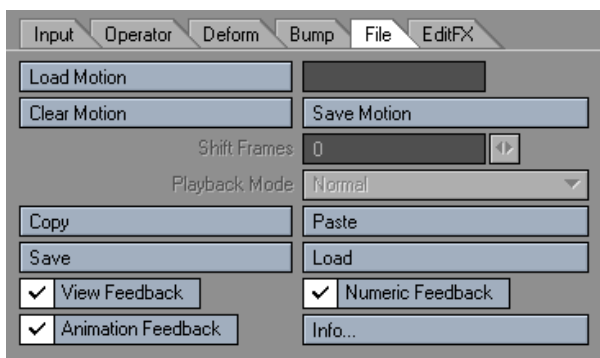 Input Operator Deform Bump File EditFX
Load Motion
Clear Motion Save Motion
Shift Frames 0
Playback Mode Normal
Copy Paste
Save Load
View Feedback Numeric Feedback
Animation Feedback Info...